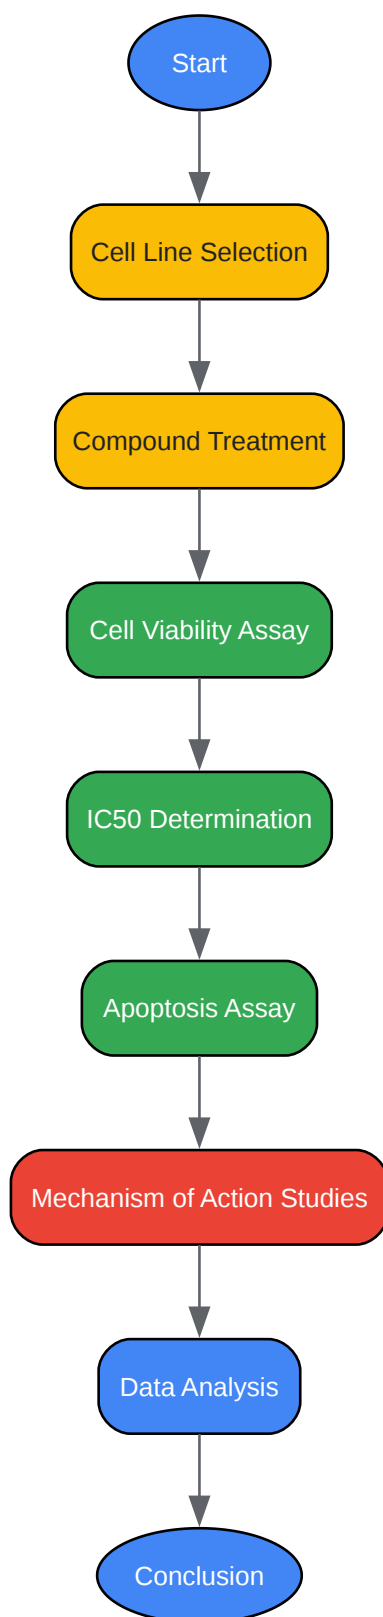 Start
Cell Line Selection
Compound Treatment
Cell Viability Assay
IC50 Determination
Apoptosis Assay
Mechanism of Action Studies
Data Analysis
Conclusion